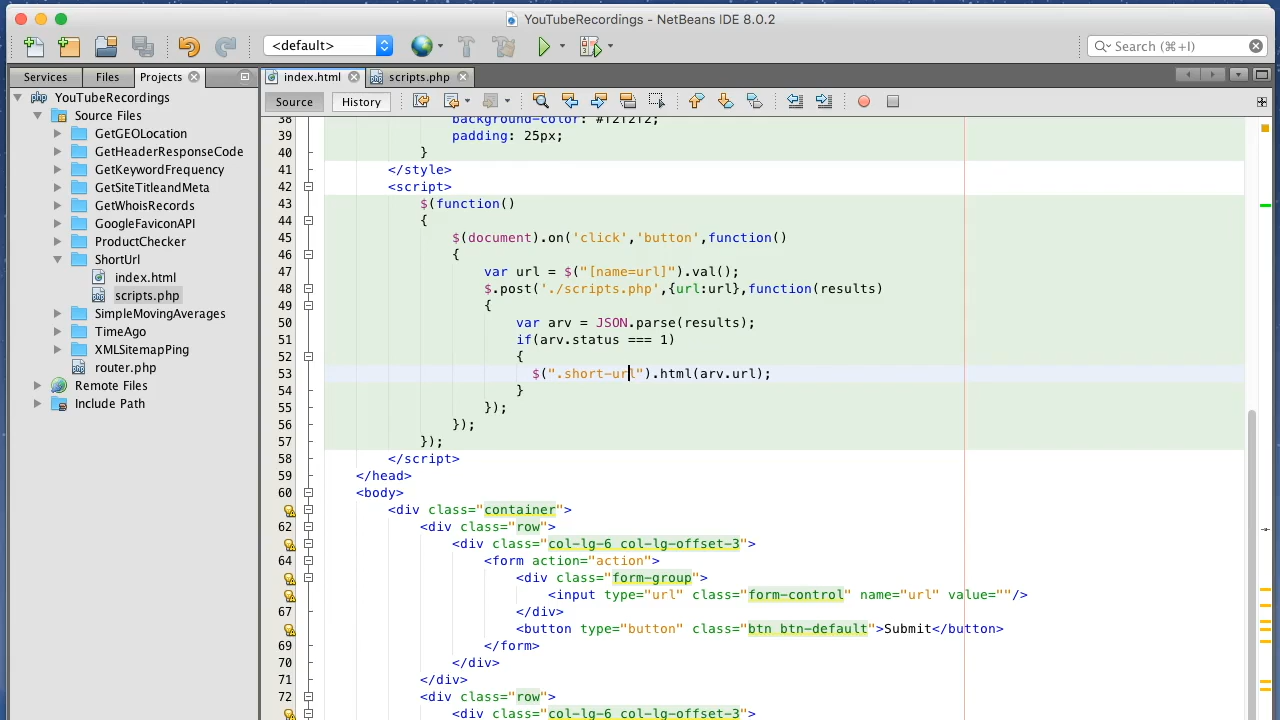 YouTubeRecordings - NetBeans IDE 8.0.2
<default>
Search (⌘+I)
Services
Files
Projects
index.html
scripts.php
Source
History
YouTubeRecordings
Source Files
GetGEOLocation
GetHeaderResponseCode
GetKeywordFrequency
GetSiteTitleandMeta
GetWhoisRecords
GoogleFaviconAPI
ProductChecker
ShortUrl
index.html
scripts.php
SimpleMovingAverages
TimeAgo
XMLSitemapPing
router.php
Remote Files
Include Path
38 background-color: #f2f2f2;
39 padding: 25px;
40 }
41 </style>
42 <script>
43 $(function()
44 {
45 $(document).on('click','button',function()
46 {
47 var url = $("[name=url]").val();
48 $.post('./scripts.php',{url:url},function(results)
49 {
50 var arv = JSON.parse(results);
51 if(arv.status === 1)
52 {
53 $(".short-url").html(arv.url);
54 }
55 });
56 });
57 });
58 </script>
59 </head>
60 <body>
<div class="container">
62 <div class="row">
<div class="col-lg-6 col-lg-offset-3">
64 <form action="action">
<div class="form-group">
<input type="url" class="form-control" name="url" value=""/>
67 </div>
<button type="button" class="btn btn-default">Submit</button>
69 </form>
70 </div>
71 </div>
72 <div class="row">
<div class="col-lg-6 col-lg-offset-3">